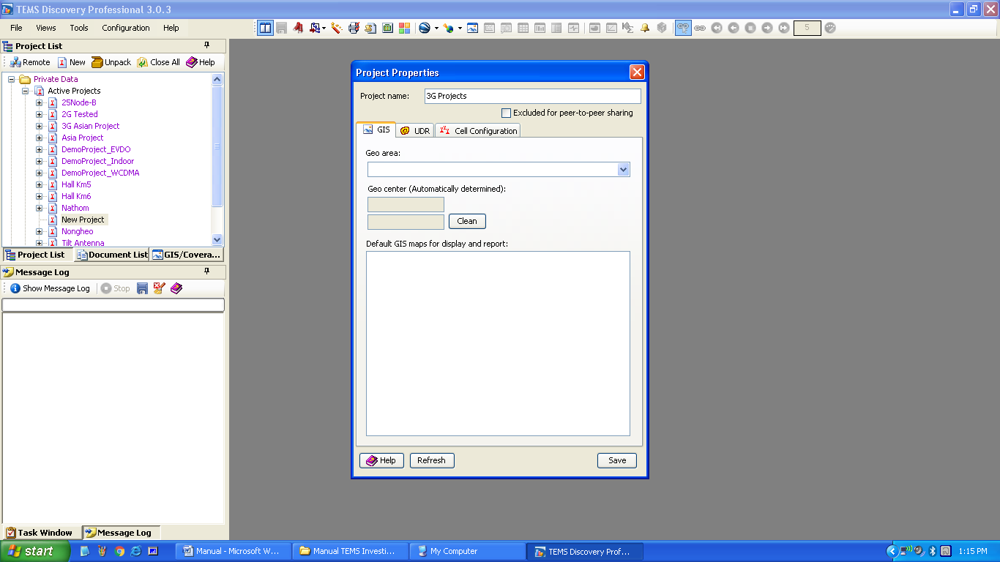 TEMS Discovery Professional 3.0.3
File Views Tools Configuration Help
5
Project List
Remote New Unpack Close All Help
Private Data
Active Projects
25Node-B
2G Tested
3G Asian Project
Asia Project
DemoProject_EVDO
DemoProject_Indoor
DemoProject_WCDMA
Hall Km5
Hall Km6
Nathom
New Project
Nongheo
Tilt Antenna
Project List Document List GIS/Covera...
Message Log
Show Message Log Stop
Task Window Message Log
Project Properties
Project name: 3G Projects
Excluded for peer-to-peer sharing
GIS UDR Cell Configuration
Geo area:
Geo center (Automatically determined):
Clean
Default GIS maps for display and report:
Help Refresh Save
start Manual - Microsoft W... Manual TEMS Investi... My Computer TEMS Discovery Prof... 1:15 PM